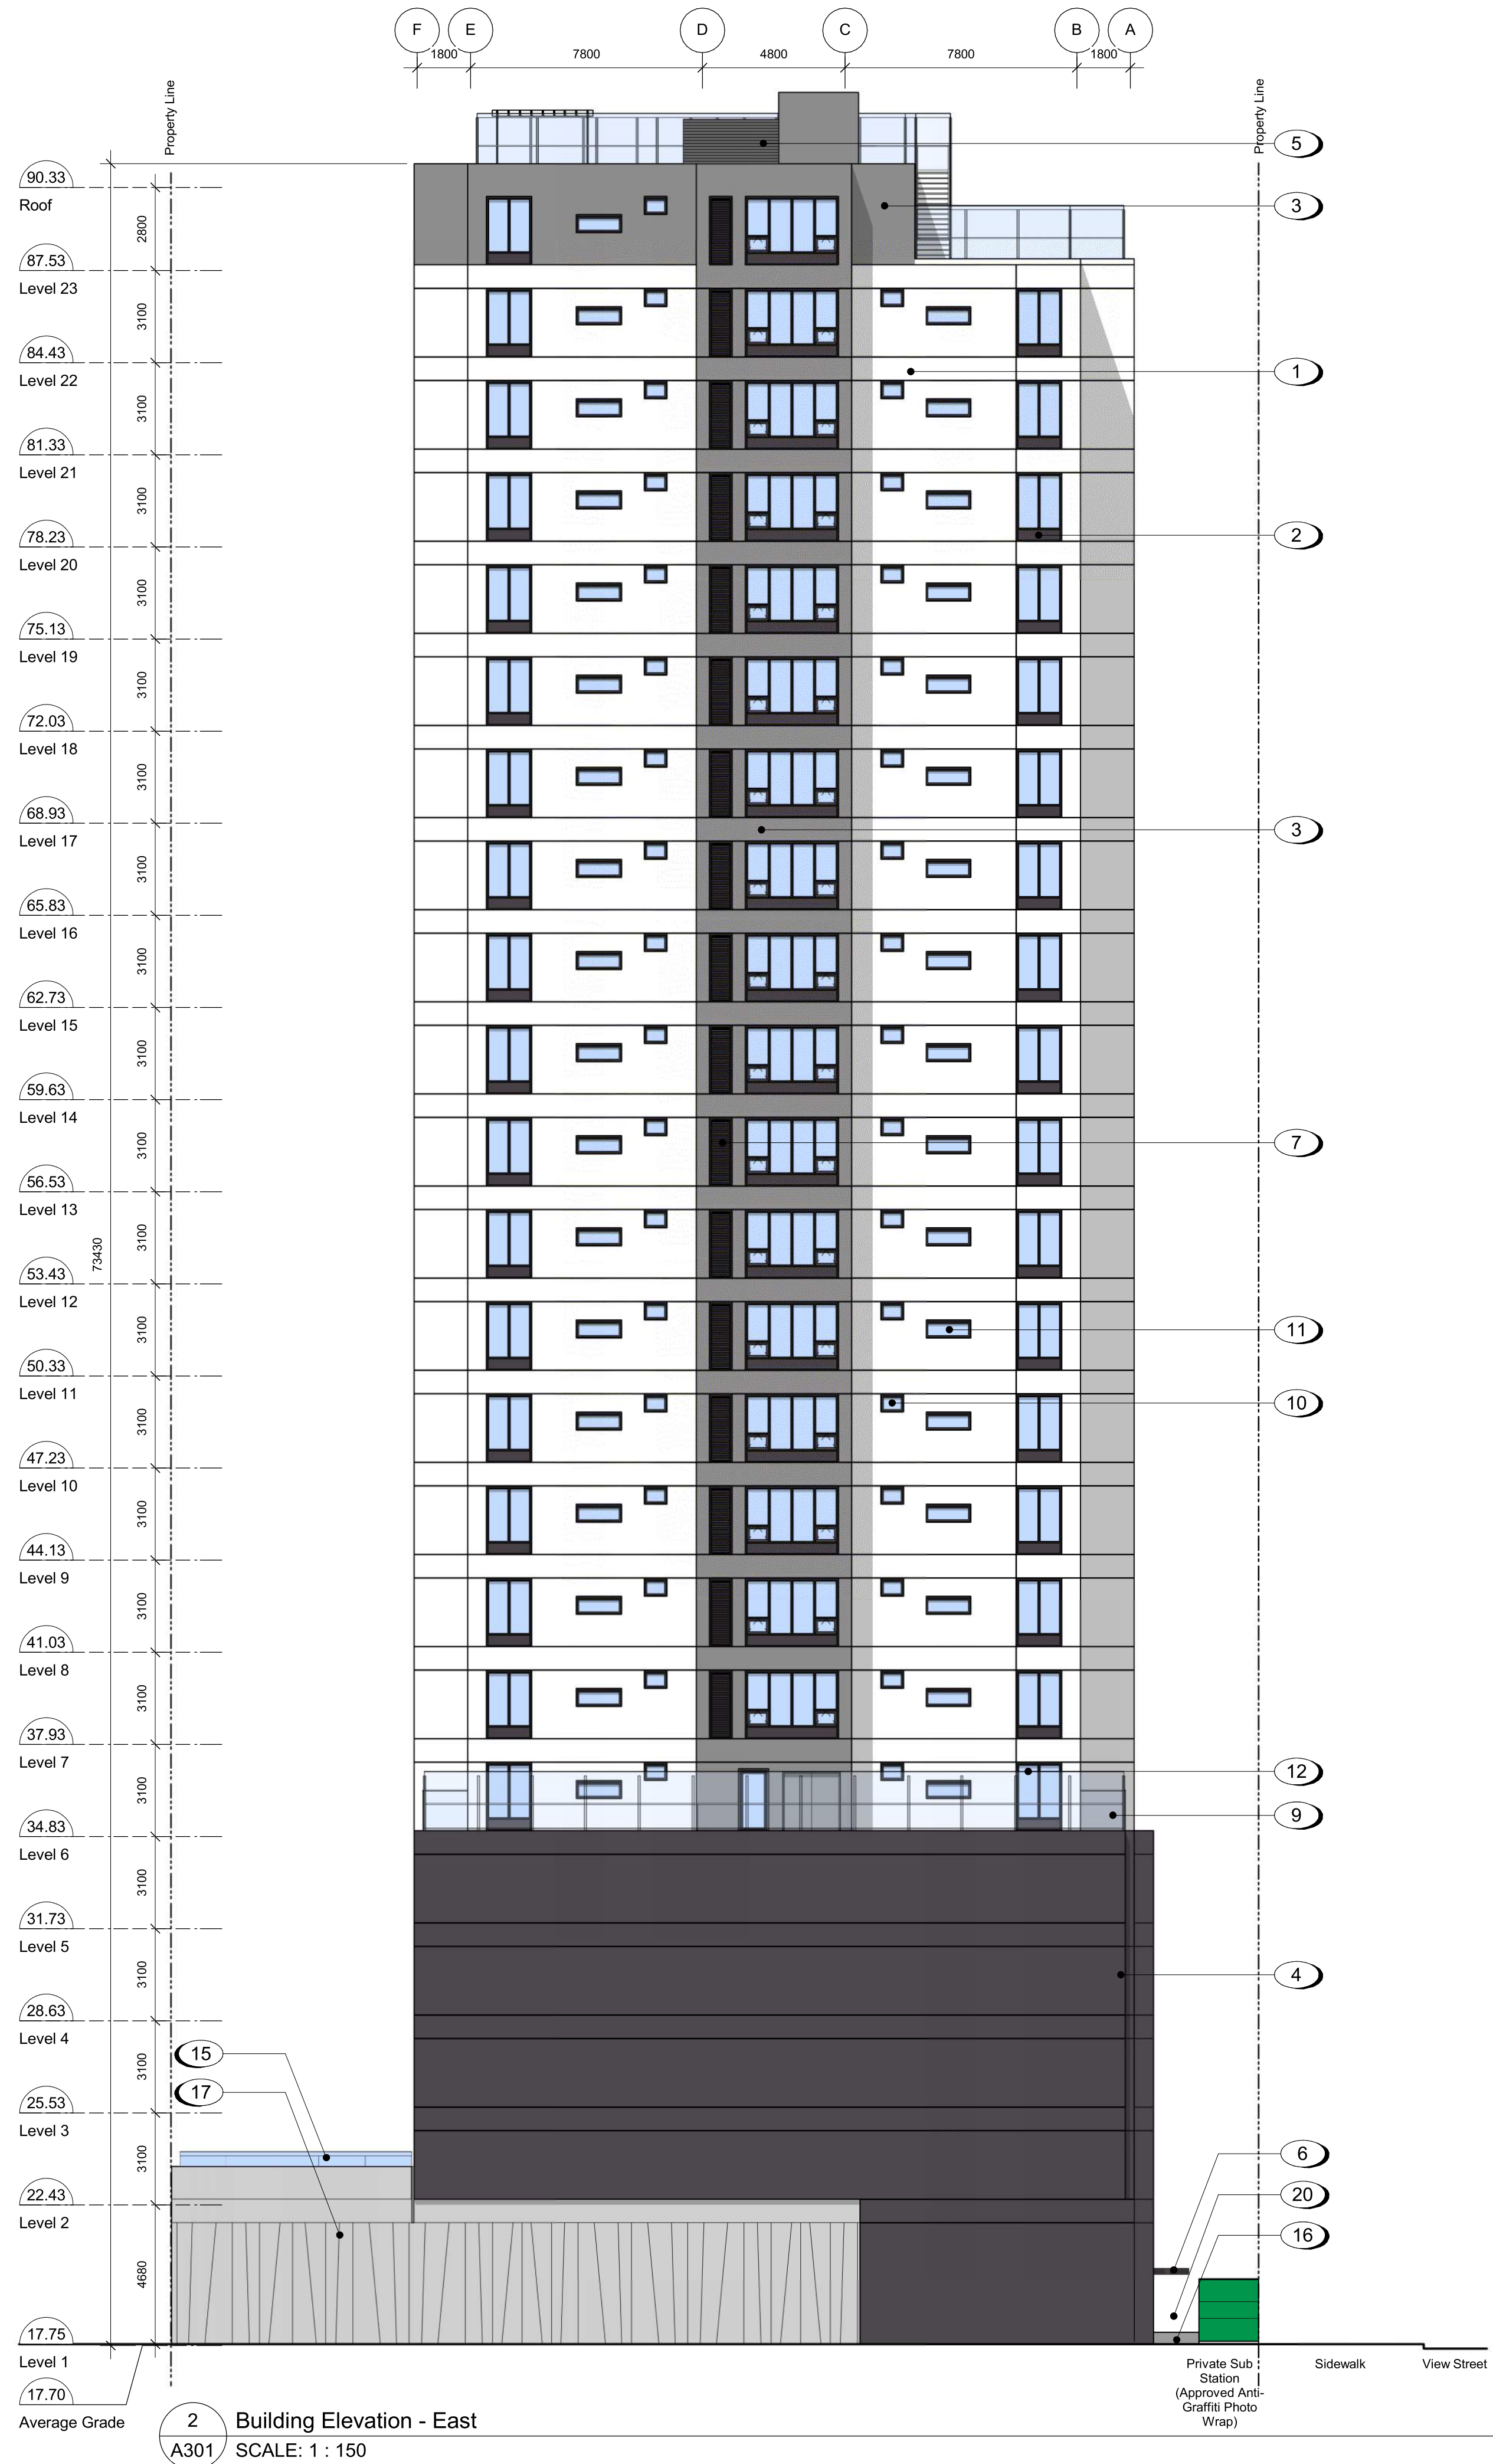 F
E
D
C
B
A
1800
7800
4800
7800
1800
Property Line
Property Line
5
90.33
Roof
3
2800
87.53
Level 23
3100
84.43
Level 22
1
3100
81.33
Level 21
3100
78.23
Level 20
2
3100
75.13
Level 19
3100
72.03
Level 18
3100
68.93
Level 17
3
3100
65.83
Level 16
3100
62.73
Level 15
3100
59.63
Level 14
7
3100
56.53
Level 13
3100
73430
53.43
Level 12
3100
11
50.33
Level 11
10
3100
47.23
Level 10
3100
44.13
Level 9
3100
41.03
Level 8
3100
37.93
Level 7
12
3100
9
34.83
Level 6
3100
31.73
Level 5
3100
4
28.63
Level 4
15
3100
17
25.53
Level 3
3100
6
22.43
Level 2
20
16
4680
17.75
Level 1
17.70
Average Grade
Private Sub
Station
(Approved Anti-
Graffiti Photo
Wrap)
Sidewalk
View Street
2
A301
Building Elevation - East
SCALE: 1 : 150